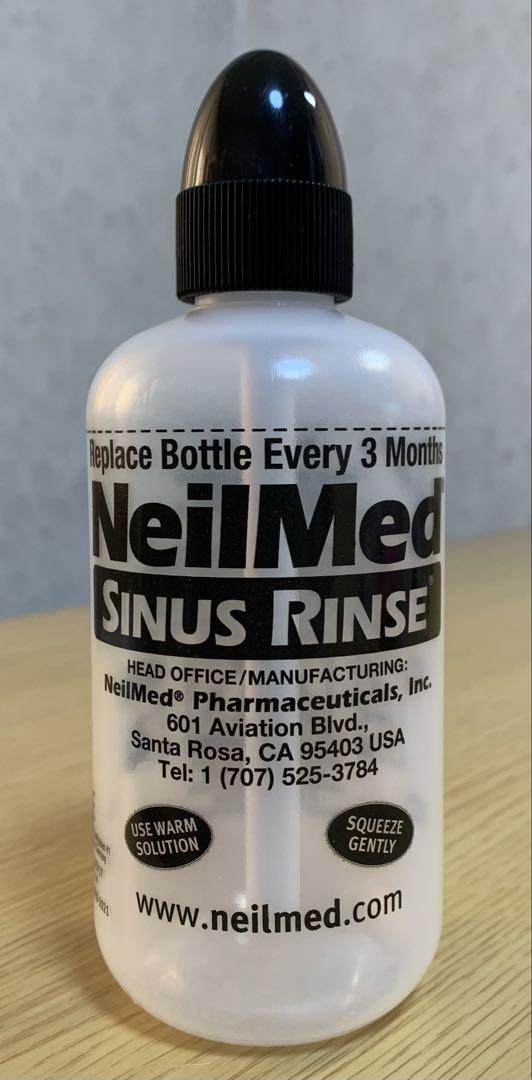 Replace Bottle Every 3 Months
NeilMed
SINUS RINSE®
HEAD OFFICE/MANUFACTURING:
NeilMed® Pharmaceuticals, Inc.
601 Aviation Blvd.,
Santa Rosa, CA 95403 USA
Tel: 1 (707) 525-3784
USE WARM
SOLUTION
SQUEEZE
GENTLY
www.neilmed.com